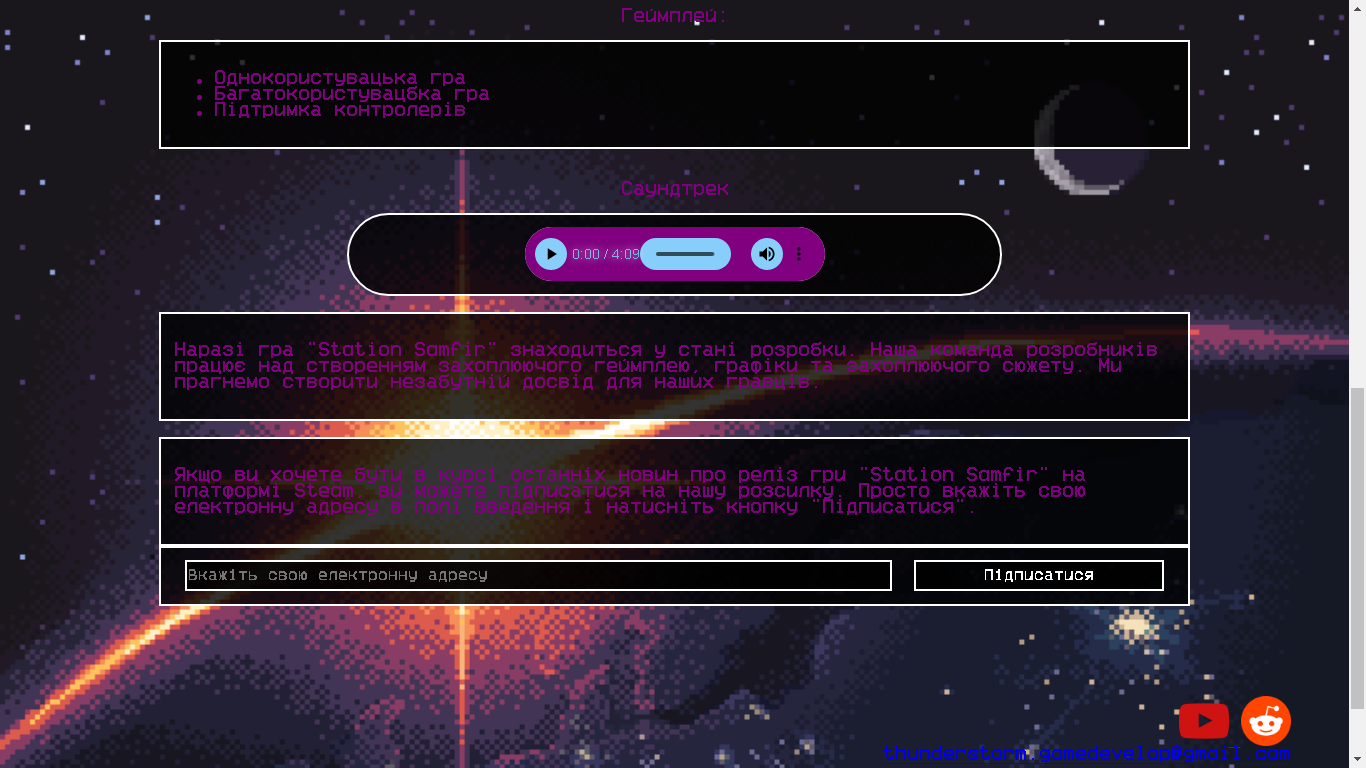 Геймплей:
Однокористувацька гра
Багатокористувацбка гра
Підтримка контролерів
Саундтрек
0:00 / 4:09
Наразі гра "Station Samfir" знаходиться у стані розробки. Наша команда розробників
працює над створенням захоплюючого геймплею, графіки та захоплюючого сюжету. Ми
прагнемо створити незабутній досвід для наших гравців.
Якщо ви хочете бути в курсі останніх новин про реліз гри "Station Samfir" на
платформі Steam, ви можете підписатися на нашу розсилку. Просто вкажіть свою
електронну адресу в полі введення і натисніть кнопку "Підписатися".
Вкажіть свою електронну адресу
Підписатися
thunderstorm.gamedevelop@gmail.com